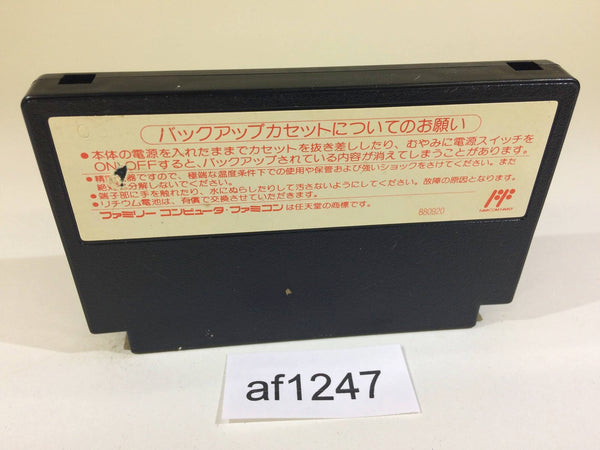 バックアップカセットについてのお願い
●本体の電源を入れたままでカセットを抜き差ししたり、むやみに電源スイッチを
ON/OFFすると、バックアップされている内容が消えてしまうことがあります。
●精密機器ですので、極端な温度条件下での使用や保管および強いショックをさけてください。また
絶対に分解しないでください。
●端子部に手を触れたり、水にぬらしたりして汚さないようにしてください。故障の原因となります。
●リチウム電池は、有償で交換させていただきます。
ファミリーコンピュータ・ファミコンは任天堂の商標です。
880920
af1247